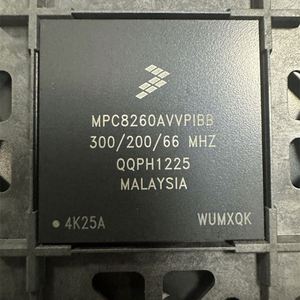 MPC8260AVVPIBB
300/200/66 MHZ
QQPH1225
MALAYSIA
4K25A WUMXQK